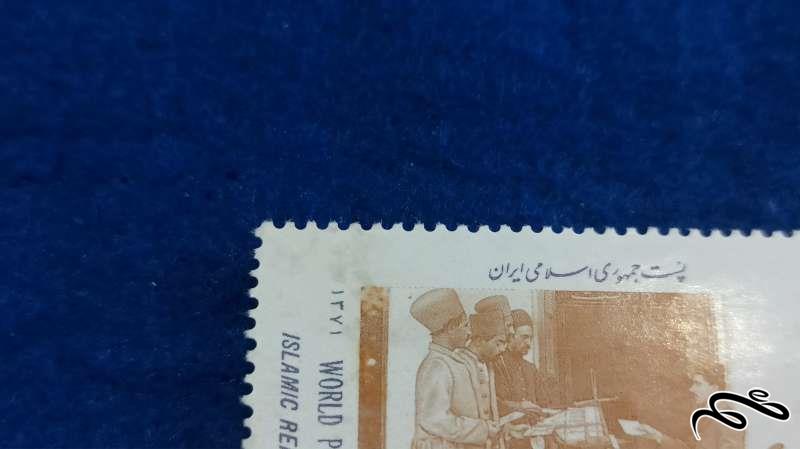 پست جمهوری اسلامی ایران
۱۳۷۱ WORLD P
ISLAMIC RE